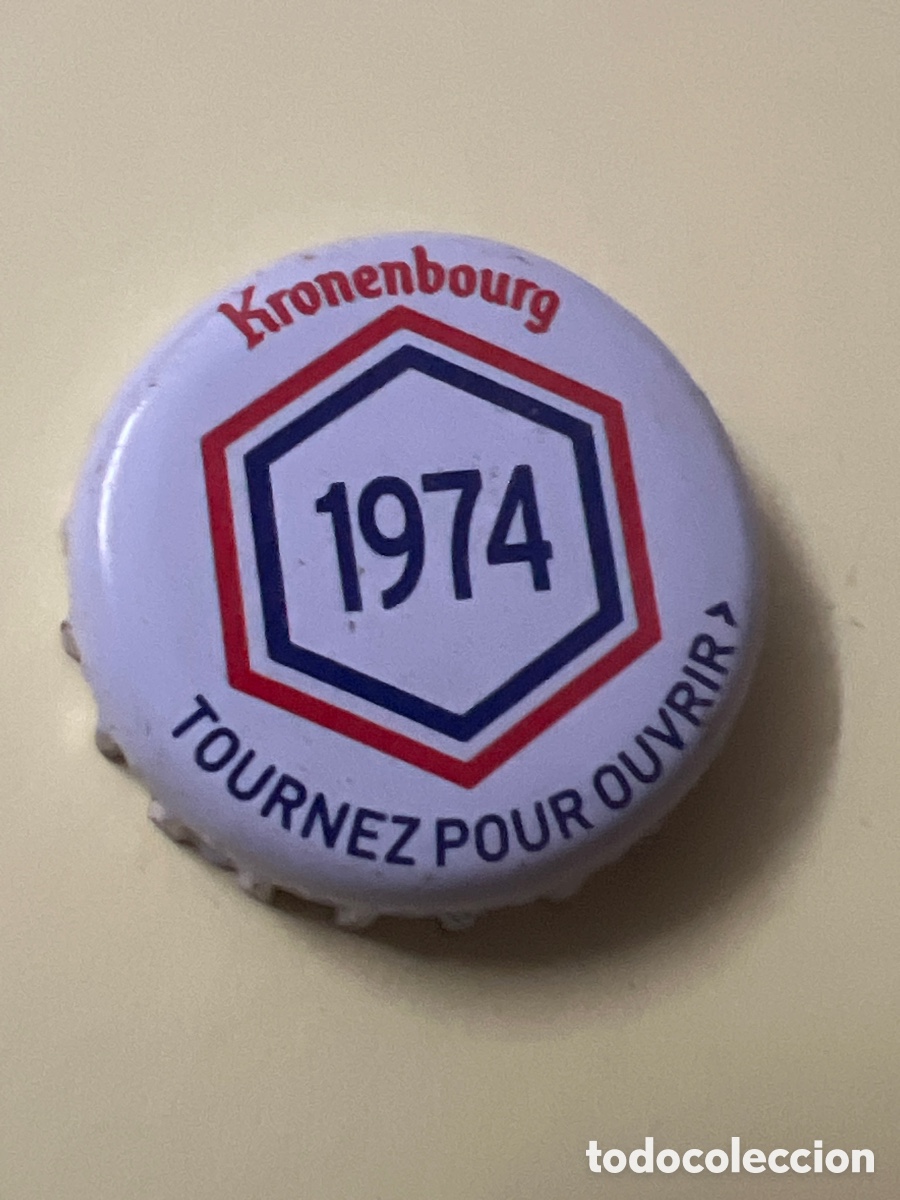 Kronenbourg
1974
TOURNEZ POUR OUVRIR >
todocoleccion